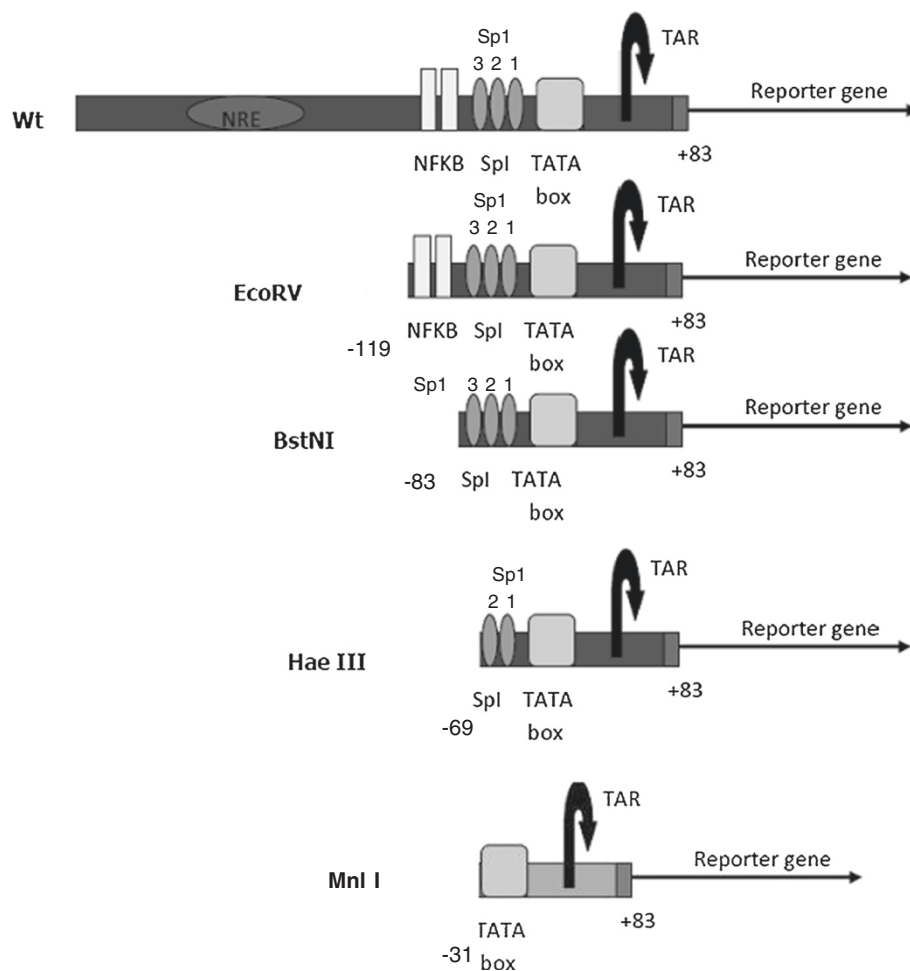 Sp1
3 2 1
TAR
Reporter gene
Wt
NRE
+83
NFKB SpI TATA
box
Sp1
3 2 1
TAR
Reporter gene
EcoRV
+83
-119 NFKB SpI TATA
box
TAR
Sp1 3 2 1
Reporter gene
BstNI
+83
-83 SpI TATA
box
TAR
Sp1
2 1
Reporter gene
Hae III
+83
SpI TATA
-69 box
TAR
Reporter gene
Mnl I
+83
TATA
-31 box